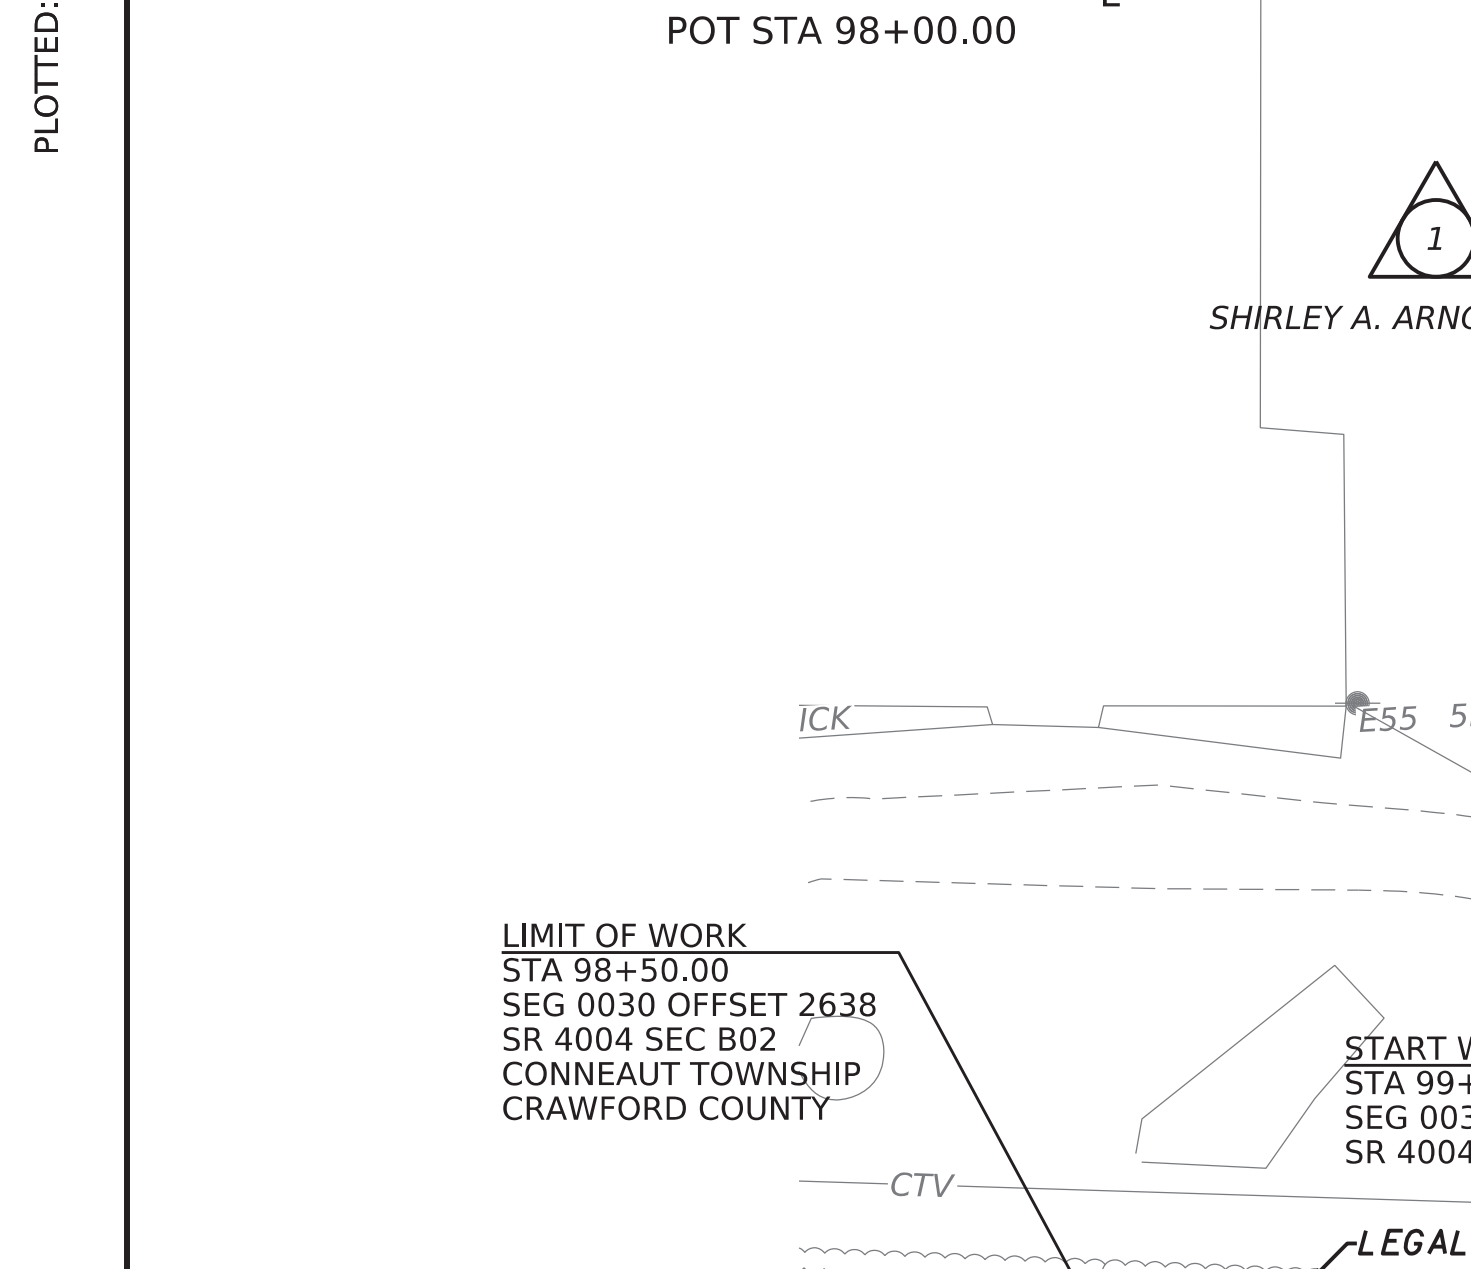 PLOTTED:
POT STA 98+00.00
1
SHIRLEY A.
ICK
E55
LIMIT OF WORK
STA 98+50.00
SEG 0030 OFFSET 2638
SR 4004 SEC B02
CONNEAUT TOWNSHIP
CRAWFORD COUNTY
START
STA 99+
SEG 003
SR 4004
CTV
LEGAL